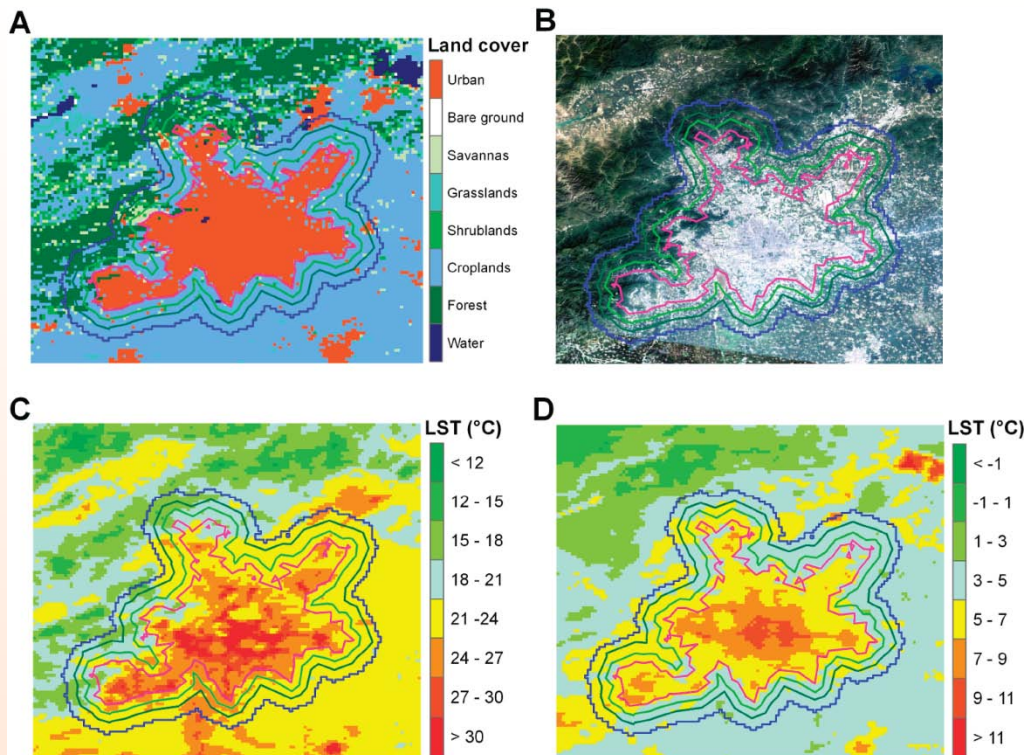 A
Land cover
Urban
Bare ground
Savannas
Grasslands
Shrublands
Croplands
Forest
Water
B
C
LST (°C)
< 12
12 - 15
15 - 18
18 - 21
21 -24
24 - 27
27 - 30
> 30
D
LST (°C)
< -1
-1 - 1
1 - 3
3 - 5
5 - 7
7 - 9
9 - 11
> 11